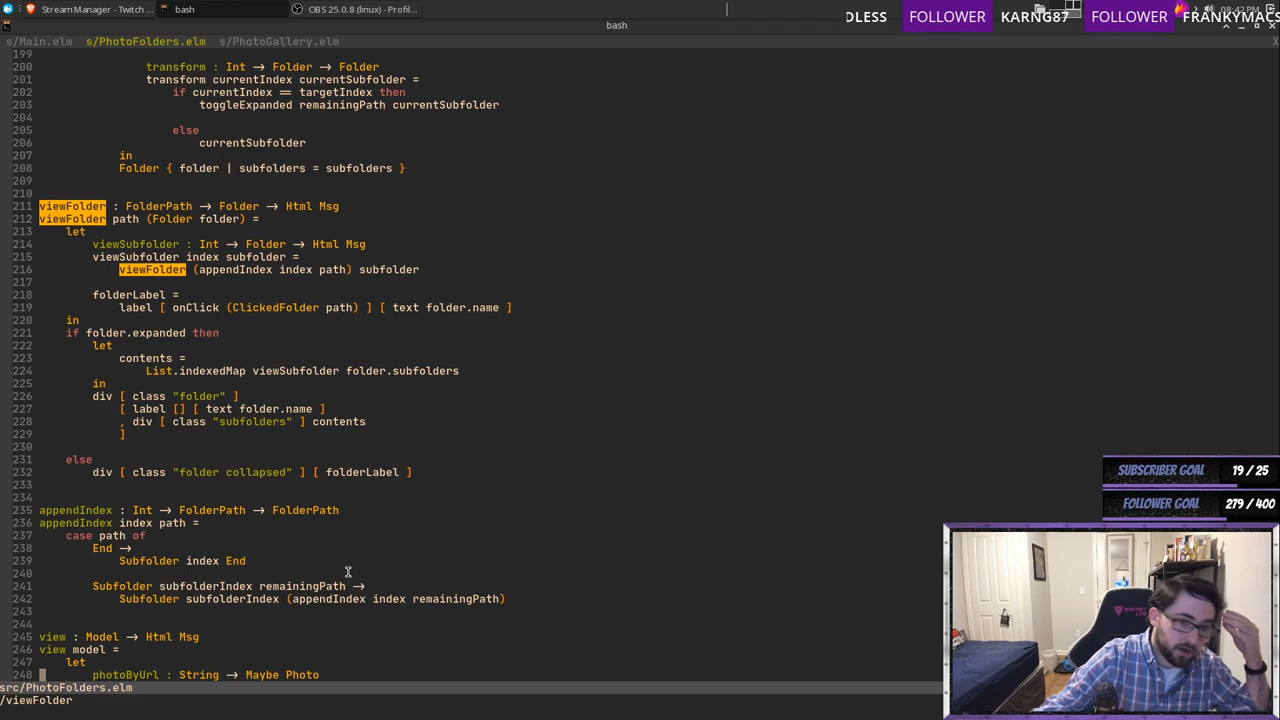 Stream Manager - Twitch
bash
OBS 25.0.8 (linux) - Profil...
08:42 PM
bash
DLESS FOLLOWER KARNG87 FOLLOWER FRANKYMACS
s/Main.elm s/PhotoFolders.elm s/PhotoGallery.elm X
199
200 transform : Int → Folder → Folder
201 transform currentIndex currentSubfolder =
202 if currentIndex == targetIndex then
203 toggleExpanded remainingPath currentSubfolder
204
205 else
206 currentSubfolder
207 in
208 Folder { folder | subfolders = subfolders }
209
210
211 viewFolder : FolderPath → Folder → Html Msg
212 viewFolder path (Folder folder) =
213 let
214 viewSubfolder : Int → Folder → Html Msg
215 viewSubfolder index subfolder =
216 viewFolder (appendIndex index path) subfolder
217
218 folderLabel =
219 label [ onClick (ClickedFolder path) ] [ text folder.name ]
220 in
221 if folder.expanded then
222 let
223 contents =
224 List.indexedMap viewSubfolder folder.subfolders
225 in
226 div [ class "folder" ]
227 [ label [] [ text folder.name ]
228 , div [ class "subfolders" ] contents
229 ]
230
231 else
232 div [ class "folder collapsed" ] [ folderLabel ]
233
234
235 appendIndex : Int → FolderPath → FolderPath
236 appendIndex index path =
237 case path of
238 End →
239 Subfolder index End
240
241 Subfolder subfolderIndex remainingPath →
242 Subfolder subfolderIndex (appendIndex index remainingPath)
243
244
245 view : Model → Html Msg
246 view model =
247 let
248 photoByUrl : String → Maybe Photo
src/PhotoFolders.elm
/viewFolder
SUBSCRIBER GOAL 19 / 25
FOLLOWER GOAL 279 / 400